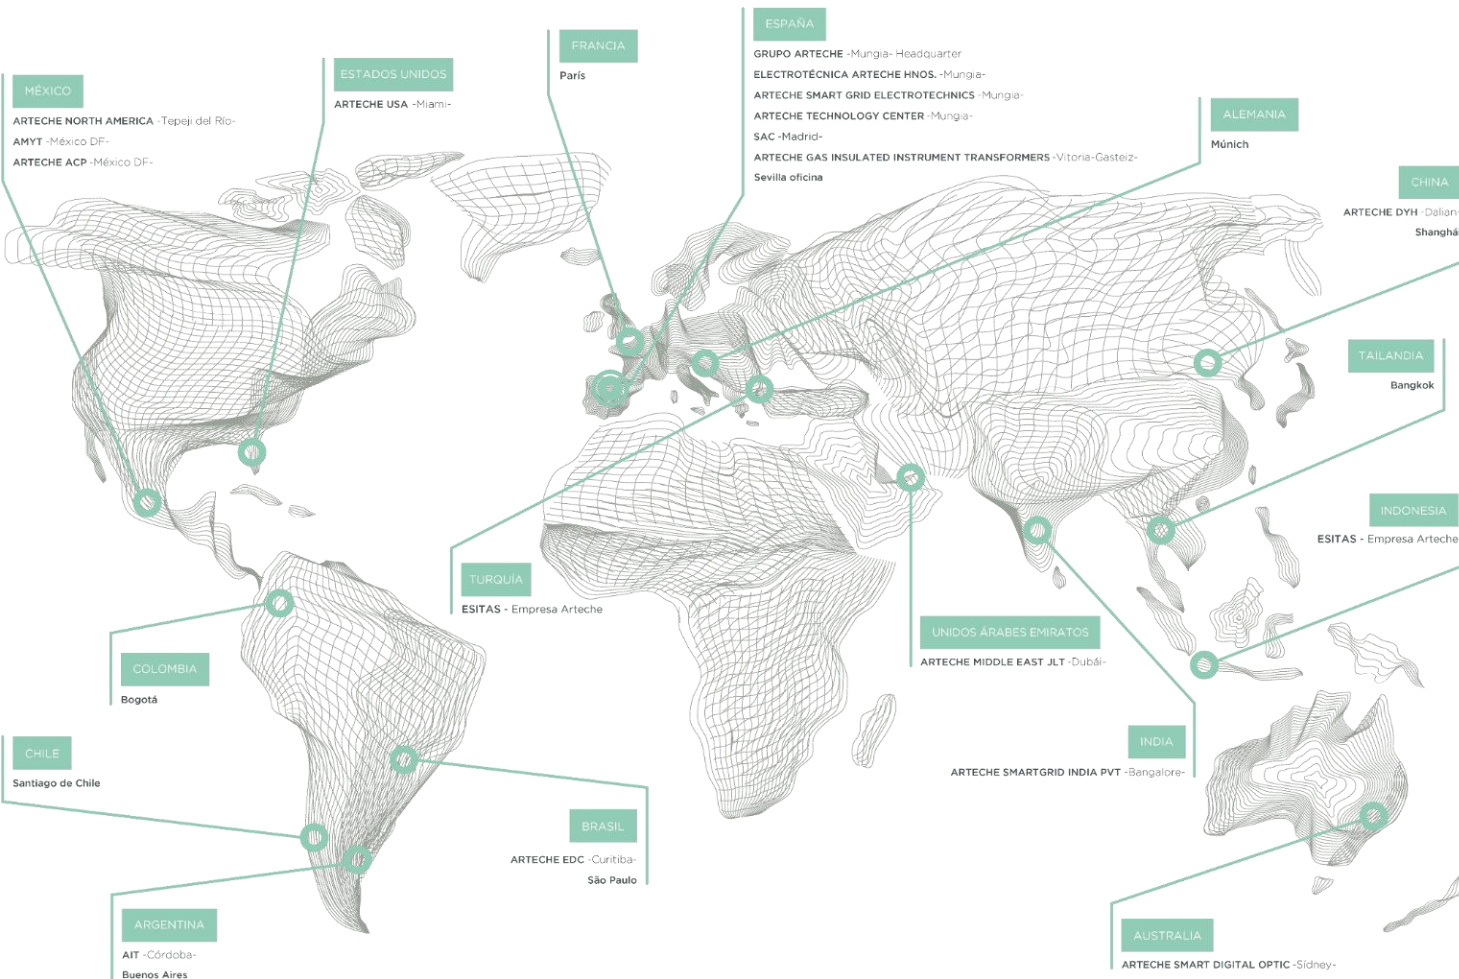 MÉXICO
ARTECHE NORTH AMERICA -Tepeji del Río-
AMYT -México DF-
ARTECHE ACP -México DF-
ESTADOS UNIDOS
ARTECHE USA -Miami-
FRANCIA
París
ESPAÑA
GRUPO ARTECHE -Mungia- Headquarter
ELECTROTÉCNICA ARTECHE HNOS. -Mungia-
ARTECHE SMART GRID ELECTROTECHNICS -Mungia-
ARTECHE TECHNOLOGY CENTER -Mungia-
SAC -Madrid-
ARTECHE GAS INSULATED INSTRUMENT TRANSFORMERS -Vitoria-Gasteiz-
Sevilla oficina
ALEMANIA
Múnich
CHINA
ARTECHE DYH -Dalian-
Shanghái
TAILANDIA
Bangkok
INDONESIA
ESITAS - Empresa Arteche
TURQUÍA
ESITAS - Empresa Arteche
UNIDOS ÁRABES EMIRATOS
ARTECHE MIDDLE EAST JLT -Dubái-
COLOMBIA
Bogotá
INDIA
ARTECHE SMARTGRID INDIA PVT -Bangalore-
CHILE
Santiago de Chile
BRASIL
ARTECHE EDC -Curitiba-
São Paulo
ARGENTINA
AIT -Córdoba-
Buenos Aires
AUSTRALIA
ARTECHE SMART DIGITAL OPTIC -Sídney-